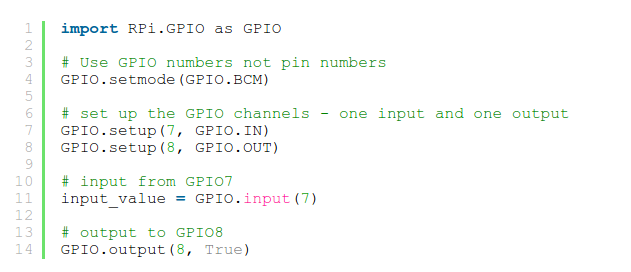 1 import RPi.GPIO as GPIO
2
3 # Use GPIO numbers not pin numbers
4 GPIO.setmode(GPIO.BCM)
5
6 # set up the GPIO channels - one input and one output
7 GPIO.setup(7, GPIO.IN)
8 GPIO.setup(8, GPIO.OUT)
9
10 # input from GPIO7
11 input_value = GPIO.input(7)
12
13 # output to GPIO8
14 GPIO.output(8, True)